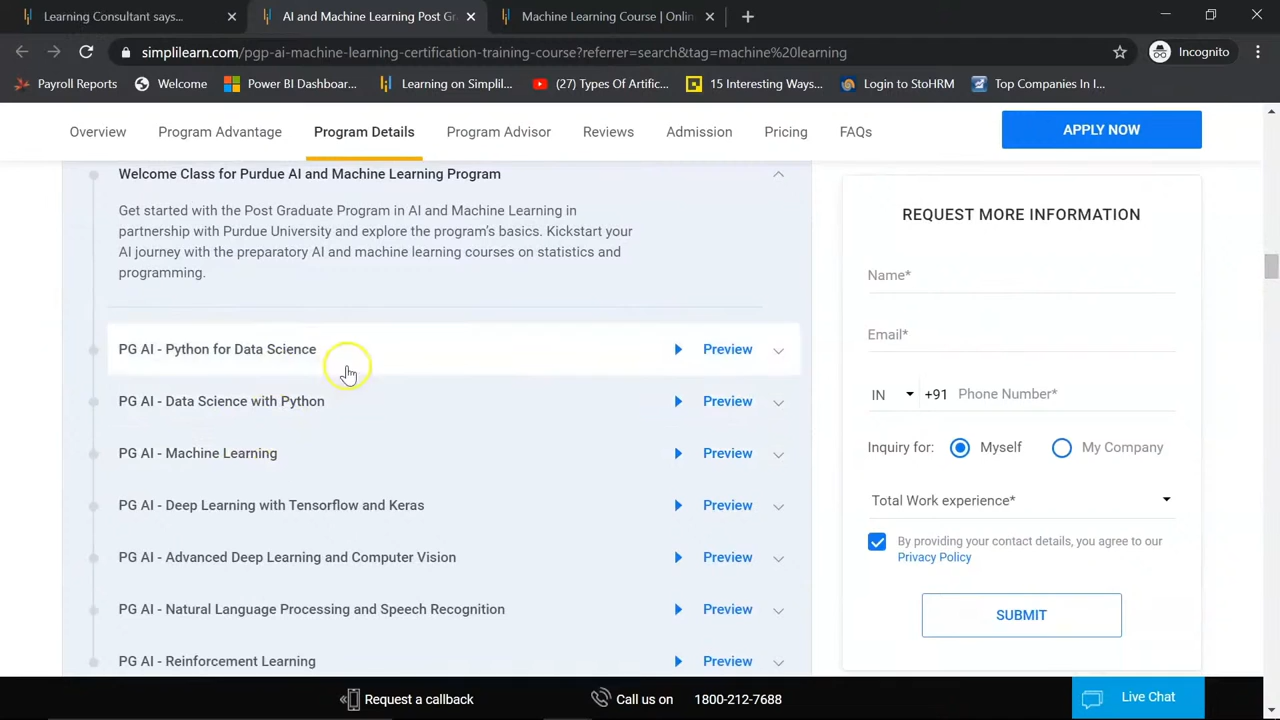 Learning Consultant says...
AI and Machine Learning Post Gr
Machine Learning Course | Onlin
simplilearn.com/pgp-ai-machine-learning-certification-training-course?referrer=search&tag=machine%20learning
Incognito
Payroll Reports
Welcome
Power BI Dashboar...
Learning on Simplil...
(27) Types Of Artific...
15 Interesting Ways...
Login to StoHRM
Top Companies In I...
Overview
Program Advantage
Program Details
Program Advisor
Reviews
Admission
Pricing
FAQs
APPLY NOW
Welcome Class for Purdue AI and Machine Learning Program
Get started with the Post Graduate Program in AI and Machine Learning in
partnership with Purdue University and explore the program's basics. Kickstart your
AI journey with the preparatory AI and machine learning courses on statistics and
programming.
PG AI - Python for Data Science
Preview
PG AI - Data Science with Python
Preview
PG AI - Machine Learning
Preview
PG AI - Deep Learning with Tensorflow and Keras
Preview
PG AI - Advanced Deep Learning and Computer Vision
Preview
PG AI - Natural Language Processing and Speech Recognition
Preview
PG AI - Reinforcement Learning
Preview
REQUEST MORE INFORMATION
Name*
Email*
IN
+91
Phone Number*
Inquiry for:
Myself
My Company
Total Work experience*
By providing your contact details, you agree to our
Privacy Policy
SUBMIT
Request a callback
Call us on
1800-212-7688
Live Chat